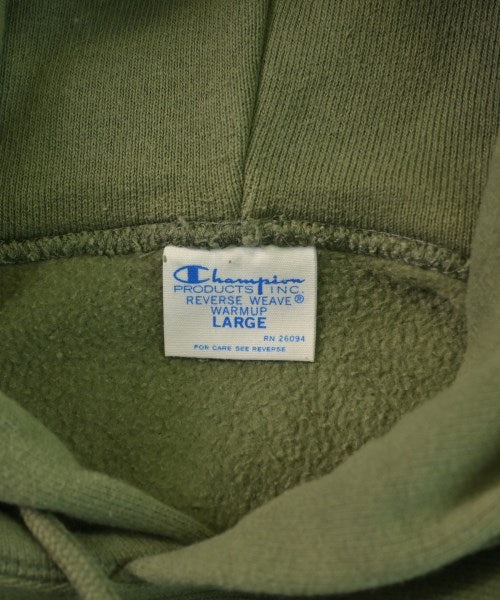 Champion
PRODUCTS INC.
REVERSE WEAVE®
WARMUP
LARGE
RN 26094
FOR CARE SEE REVERSE